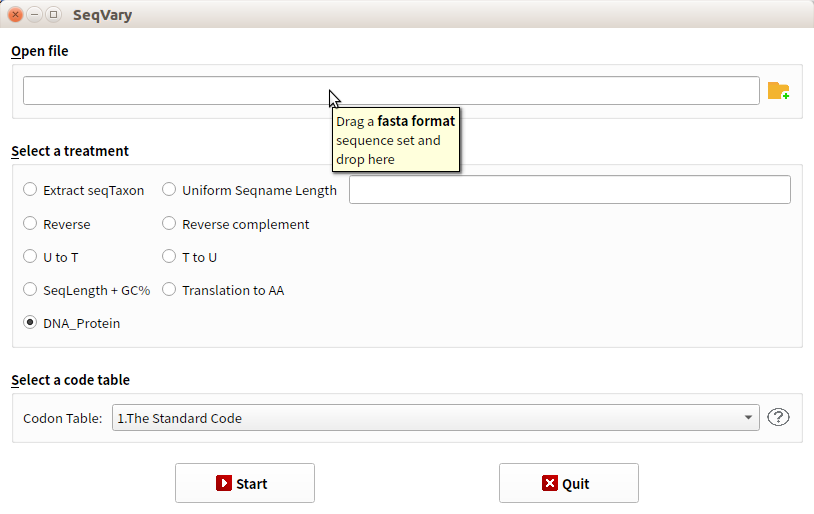 SeqVary
Open file
Drag a fasta format
sequence set and
drop here
Select a treatment
Extract seqTaxon
Uniform Seqname Length
Reverse
Reverse complement
U to T
T to U
SeqLength + GC%
Translation to AA
DNA_Protein
Select a code table
Codon Table:
1.The Standard Code
?
Start
Quit